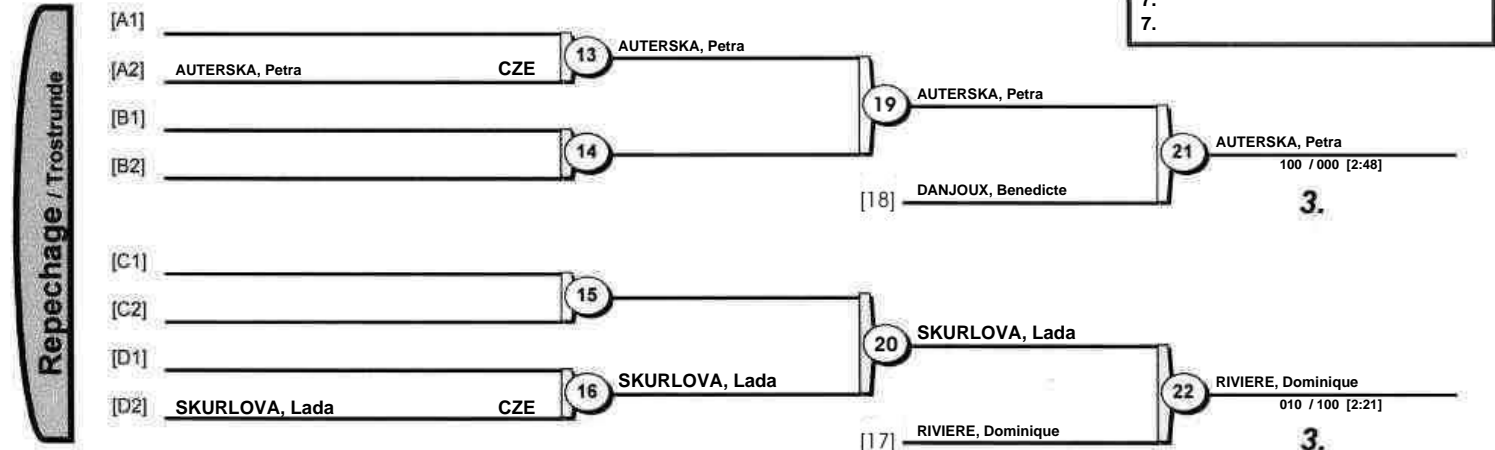 7.
7.
Repechage / Trostrunde
[A1]
[A2] AUTERSKA, Petra CZE
[B1]
[B2]
13 AUTERSKA, Petra
14
19 AUTERSKA, Petra
[18] DANJOUX, Benedicte
21 AUTERSKA, Petra
100 / 000 [2:48]
3.
[C1]
[C2]
[D1]
[D2] SKURLOVA, Lada CZE
15
16 SKURLOVA, Lada
20 SKURLOVA, Lada
[17] RIVIERE, Dominique
22 RIVIERE, Dominique
010 / 100 [2:21]
3.